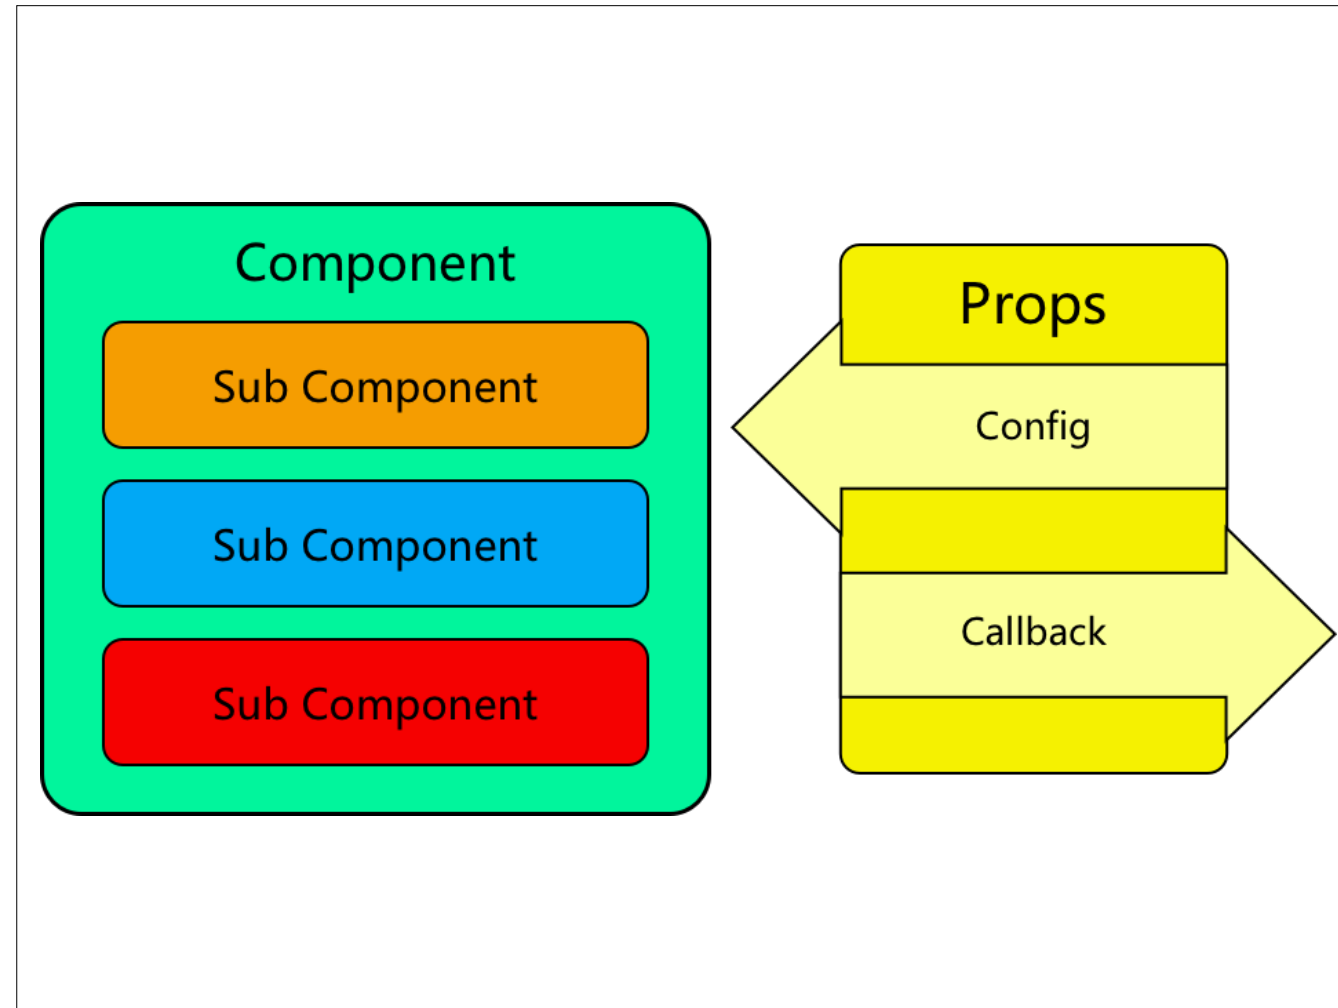 Component
Sub Component
Sub Component
Sub Component
Props
Config
Callback